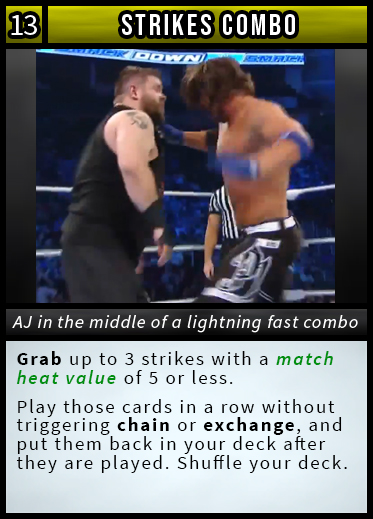 13 STRIKES COMBO
DOWN
AJ in the middle of a lightning fast combo
Grab up to 3 strikes with a match
heat value of 5 or less.
Play those cards in a row without
triggering chain or exchange, and
put them back in your deck after
they are played. Shuffle your deck.